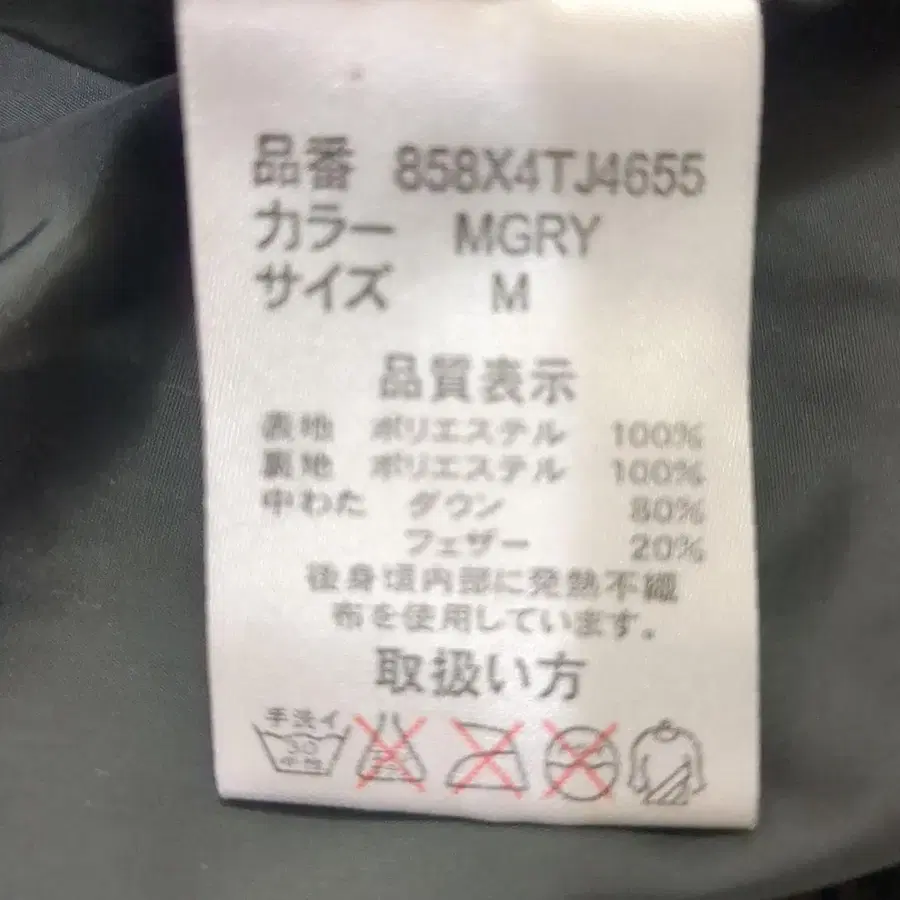 品番 858X4TJ4655
カラー MGRY
サイズ M
品質表示
表地 ポリエステル 100%
裏地 ポリエステル 100%
中わた ダウン 80%
フェザー 20%
後身頃内部に発熱不織
布を使用しています。
取扱い方
手洗イ
30
中性